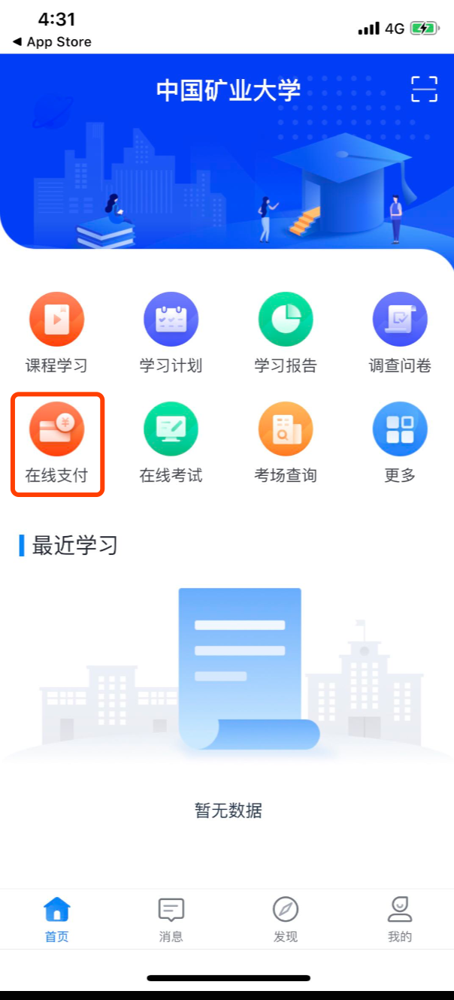 4:31
4G
◀ App Store
中国矿业大学
课程学习 学习计划 学习报告 调查问卷
在线支付 在线考试 考场查询 更多
最近学习
暂无数据
首页 消息 发现 我的